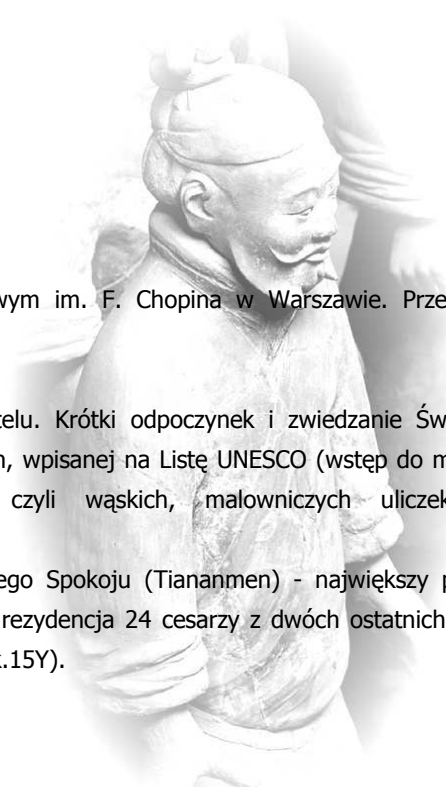 wym im. F. Chopina w Warszawie. Prze
telu. Krótki odpoczynek i zwiedzanie Św
n, wpisanej na Listę UNESCO (wstęp do m
czyli wąskich, malowniczych uliczek
ego Spokoju (Tiananmen) - największy p
rezydencja 24 cesarzy z dwóch ostatnich
k.15Y).